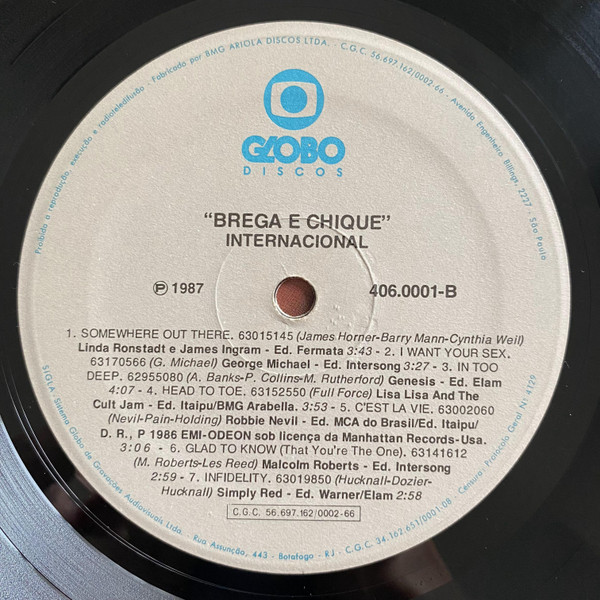 Proibida a reprodução, execução e radioteledifusão • Fabricado por BMG ARIOLA DISCOS LTDA. • C.G.C. 56.697.162/0002-66 • Avenida Engenheiro Billings, 2227 • São Paulo
GLOBO
DISCOS
"BREGA E CHIQUE"
INTERNACIONAL
℗ 1987
406.0001-B
1. SOMEWHERE OUT THERE. 63015145 (James Horner-Barry Mann-Cynthia Weil)
Linda Ronstadt e James Ingram - Ed. Fermata 3:43 - 2. I WANT YOUR SEX.
63170566 (G. Michael) George Michael - Ed. Intersong 3:27 - 3. IN TOO
DEEP. 62955080 (A. Banks-P. Collins-M. Rutherford) Genesis - Ed. Elam
4:07 - 4. HEAD TO TOE. 63152550 (Full Force) Lisa Lisa And The
Cult Jam - Ed. Itaipu/BMG Arabella. 3:53 - 5. C'EST LA VIE. 63002060
(Nevil-Pain-Holding) Robbie Nevil - Ed. MCA do Brasil/Ed. Itaipu/
D. R., P 1986 EMI-ODEON sob licença da Manhattan Records-Usa.
3:06 - 6. GLAD TO KNOW (That You're The One). 63141612
(M. Roberts-Les Reed) Malcolm Roberts - Ed. Intersong
2:59 - 7. INFIDELITY. 63019850 (Hucknall-Dozier-
Hucknall) Simply Red - Ed. Warner/Elam 2:58
C.G.C. 56.697.162/0002-66
SIGLA - Sistema Globo de Gravações Audiovisuais Ltda. - Rua Assunção, 443 - Botafogo - RJ - C.G.C. 34.162.651/0001-08 - Censura: Protocolo Geral N: 4129